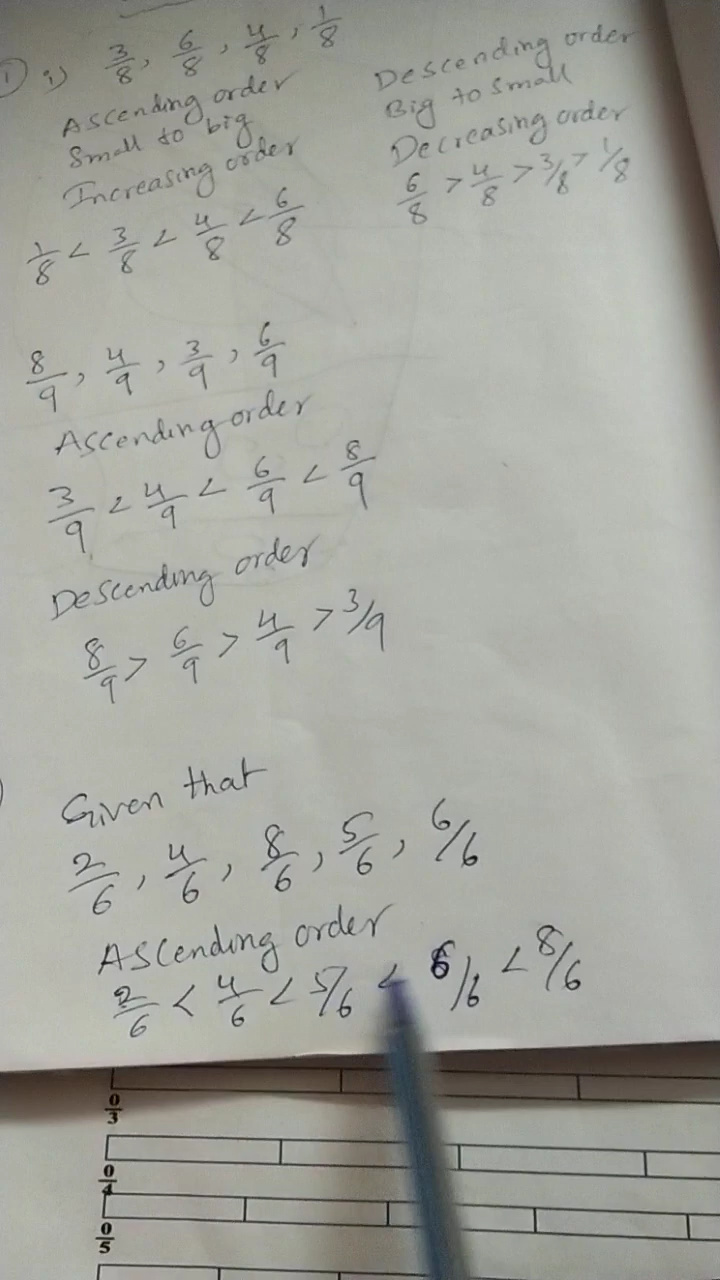 ① i) 3/8, 6/8, 4/8, 1/8
Ascending order
Small to big
Increasing order
1/8 < 3/8 < 4/8 < 6/8
Descending order
Big to small
Decreasing order
6/8 > 4/8 > 3/8 > 1/8
8/9, 4/9, 3/9, 6/9
Ascending order
3/9 < 4/9 < 6/9 < 8/9
Descending order
8/9 > 6/9 > 4/9 > 3/9
Given that
2/6, 4/6, 8/6, 5/6, 6/6
Ascending order
2/6 < 4/6 < 5/6 < 6/6 < 8/6
0/3
0/4
0/5